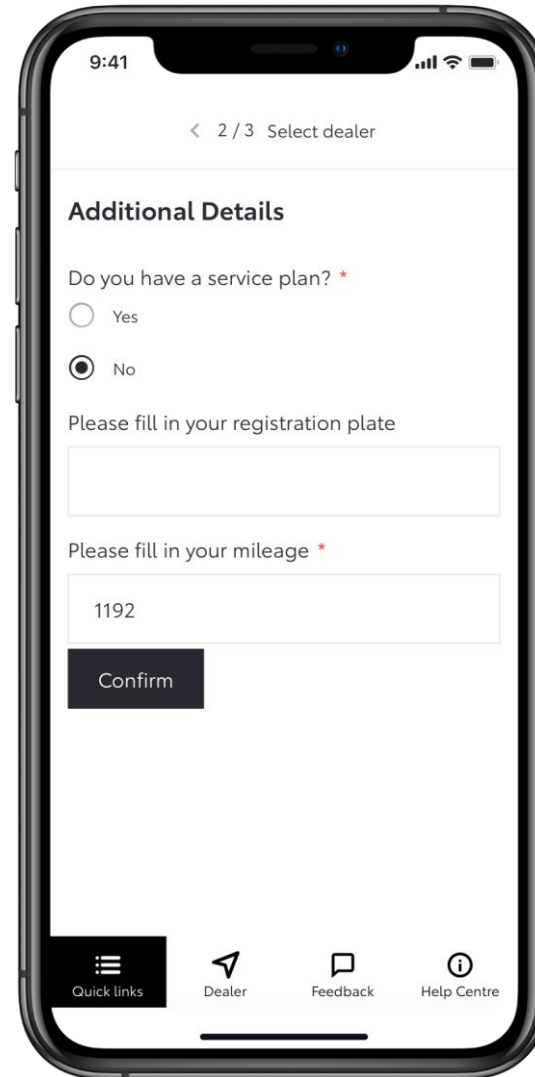 9:41
2 / 3 Select dealer
Additional Details
Do you have a service plan? *
Yes
No
Please fill in your registration plate
Please fill in your mileage *
1192
Confirm
Quick links Dealer Feedback Help Centre